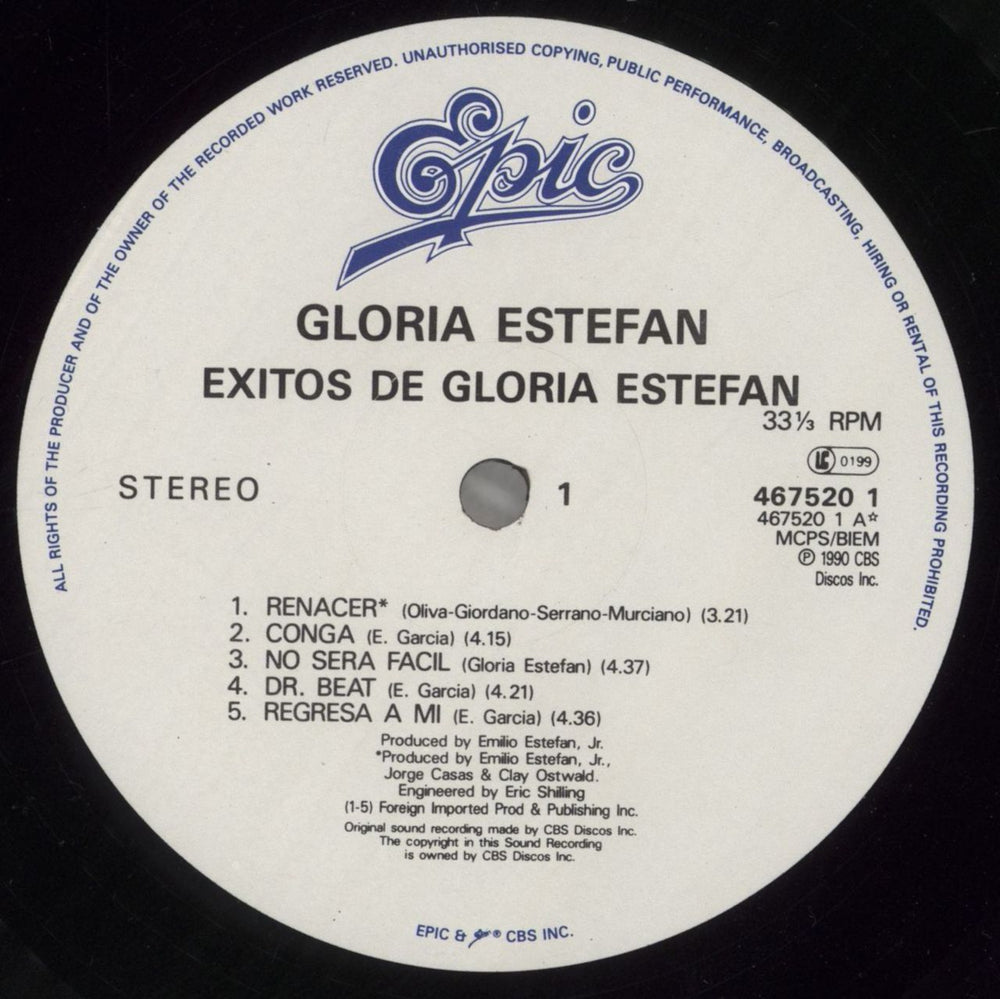 ALL RIGHTS OF THE PRODUCER AND OF THE OWNER OF THE RECORDED WORK RESERVED. UNAUTHORISED COPYING, PUBLIC PERFORMANCE, BROADCASTING, HIRING OR RENTAL OF THIS RECORDING PROHIBITED.
Epic
GLORIA ESTEFAN
EXITOS DE GLORIA ESTEFAN
33⅓ RPM
LC 0199
STEREO
1
467520 1
467520 1 A☆
MCPS/BIEM
℗ 1990 CBS
Discos Inc.
1. RENACER* (Oliva-Giordano-Serrano-Murciano) (3.21)
2. CONGA (E. Garcia) (4.15)
3. NO SERA FACIL (Gloria Estefan) (4.37)
4. DR. BEAT (E. Garcia) (4.21)
5. REGRESA A MI (E. Garcia) (4.36)
Produced by Emilio Estefan, Jr.
*Produced by Emilio Estefan, Jr.,
Jorge Casas & Clay Ostwald.
Engineered by Eric Shilling
(1-5) Foreign Imported Prod & Publishing Inc.
Original sound recording made by CBS Discos Inc.
The copyright in this Sound Recording
is owned by CBS Discos Inc.
EPIC & Epic ® CBS INC.